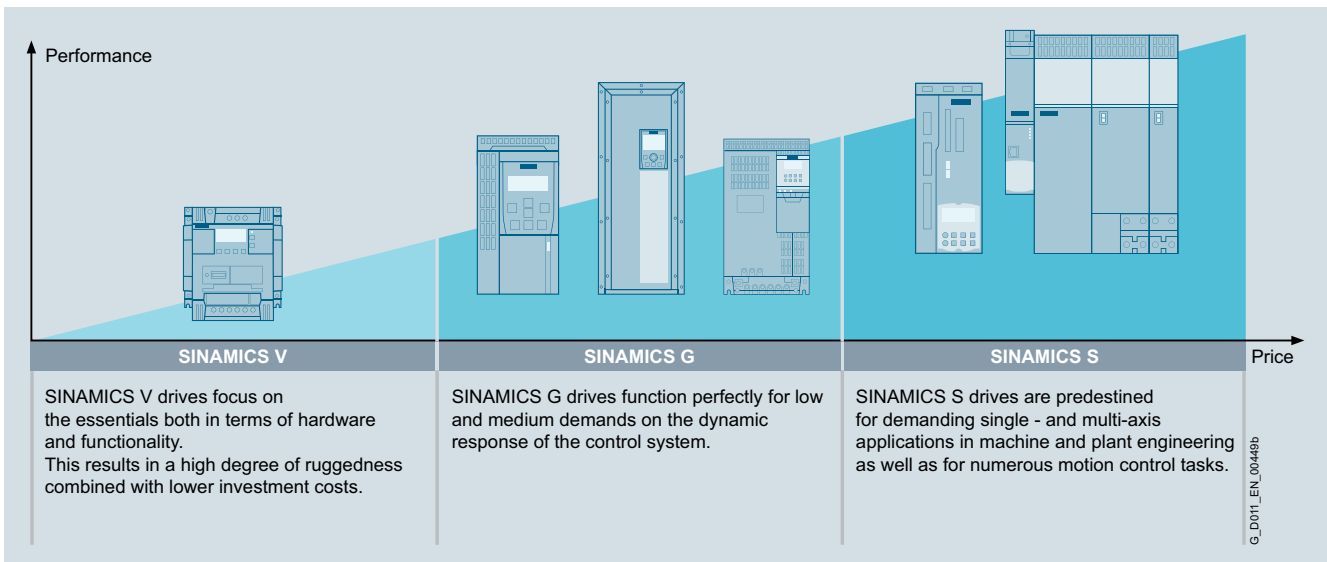 Performance
SINAMICS V
SINAMICS G
SINAMICS S
Price
SINAMICS V drives focus on
the essentials both in terms of hardware
and functionality.
This results in a high degree of ruggedness
combined with lower investment costs.
SINAMICS G drives function perfectly for low
and medium demands on the dynamic
response of the control system.
SINAMICS S drives are predestined
for demanding single - and multi-axis
applications in machine and plant engineering
as well as for numerous motion control tasks.
G_D011_EN_00449b